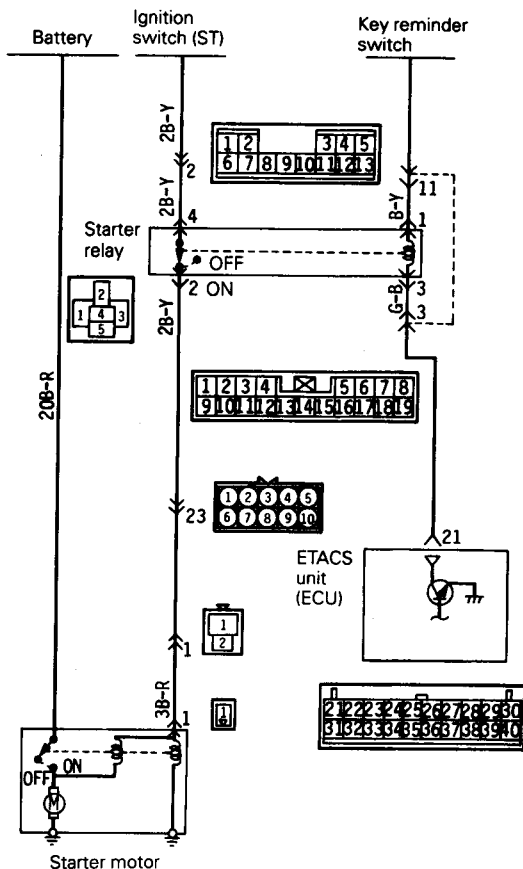 Battery
Ignition
switch (ST)
Key reminder
switch
2B-Y
1 2 3 4 5
6 7 8 9 10 11 12 13
2
11
2B-Y
4
B-Y
1
Starter
relay
OFF
2 ON
3
2
1 4 3
5
2B-Y
G-B
3
20B-R
1 2 3 4 5 6 7 8
9 10 11 12 13 14 15 16 17 18 19
1 2 3 4 5
6 7 8 9 10
23
21
ETACS
unit
(ECU)
1
2
1
3B-R
1
1
21 22 23 24 25 26 27 28 29 30
31 32 33 34 35 36 37 38 39 40
OFF
ON
M
Starter motor